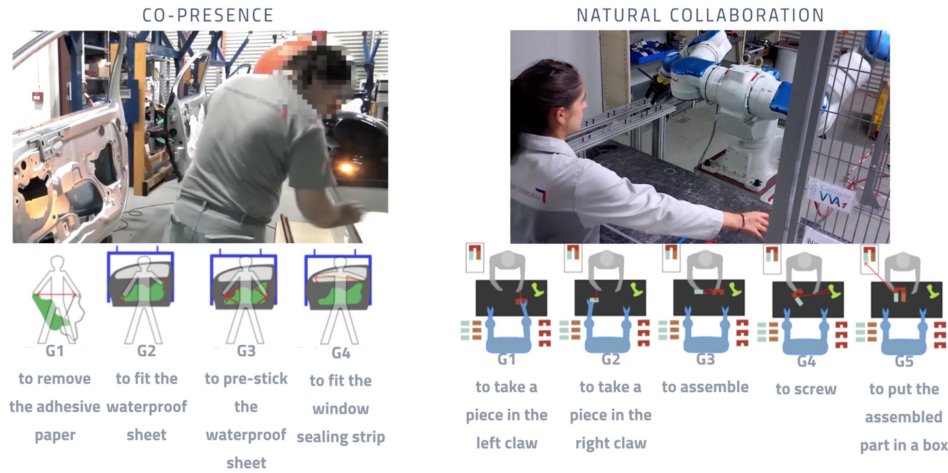 CO-PRESENCE
NATURAL COLLABORATION
VVA1
G1
to remove
the adhesive
paper
G2
to fit the
waterproof
sheet
G3
to pre-stick
the
waterproof
sheet
G4
to fit the
window
sealing strip
G1
to take a
piece in the
left claw
G2
to take a
piece in the
right claw
G3
to assemble
G4
to screw
G5
to put the
assembled
part in a box